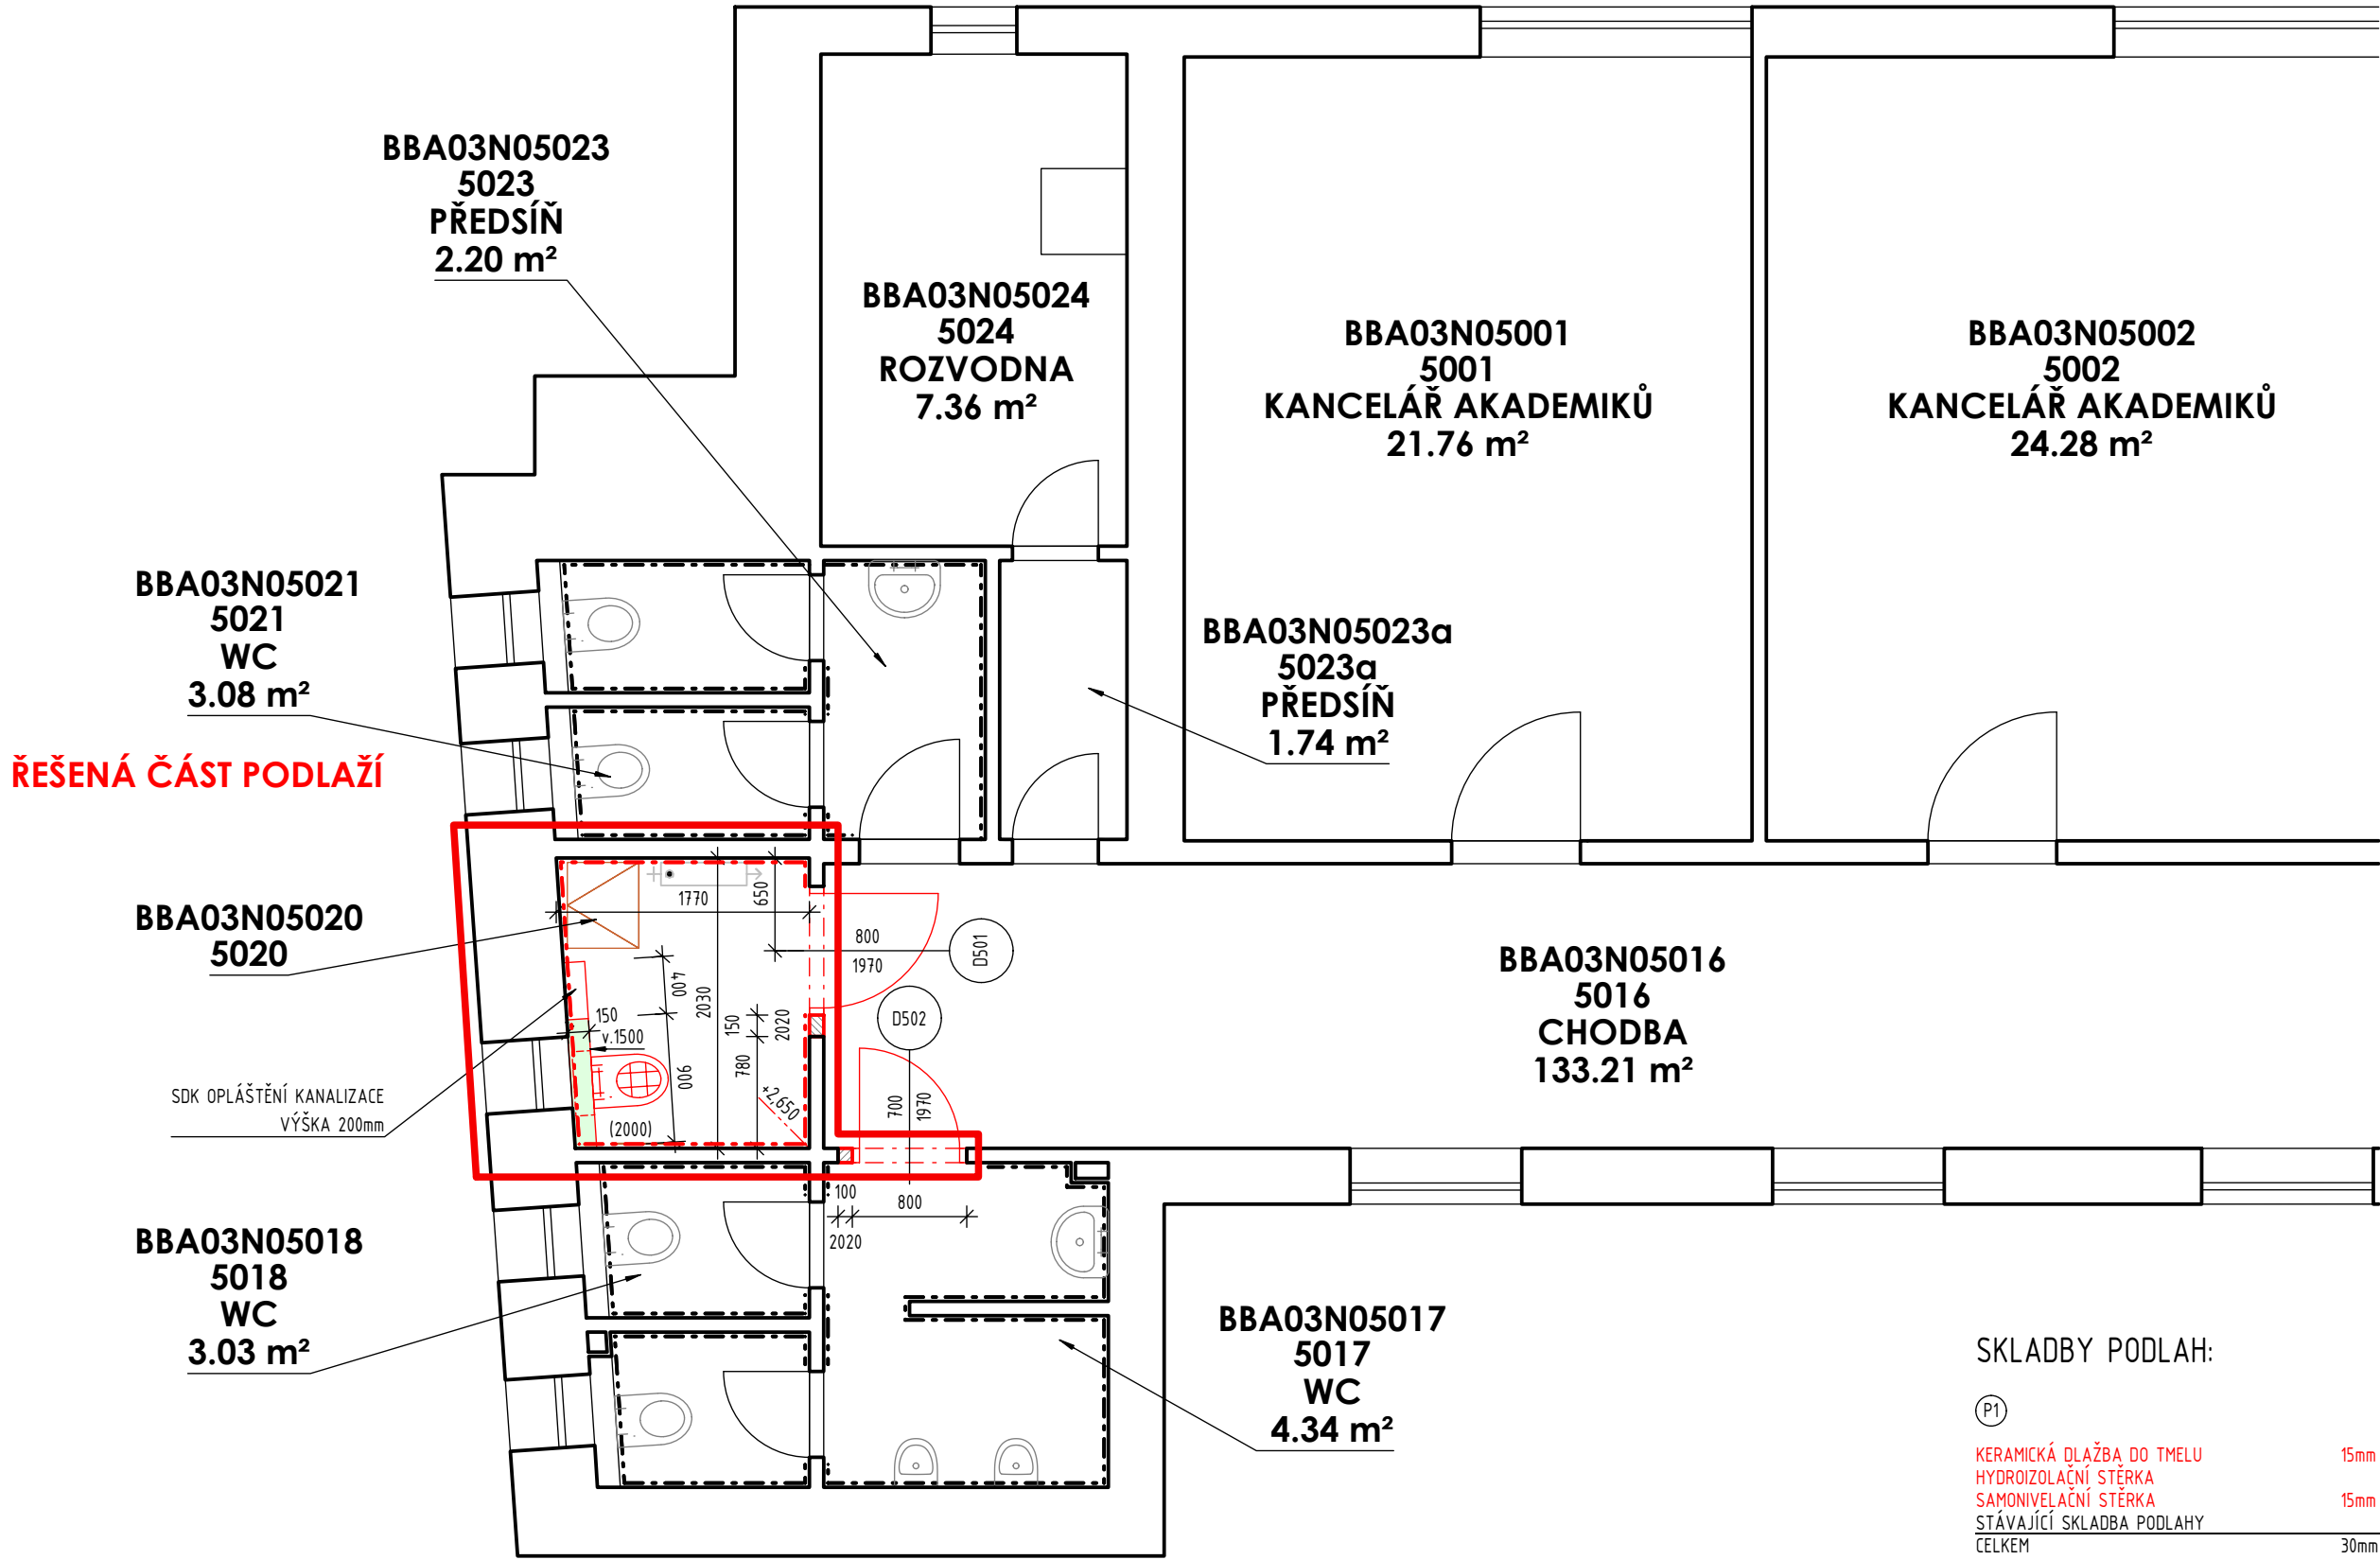 BBA03N05023
5023
PŘEDSÍŇ
2.20 m²
BBA03N05024
5024
ROZVODNA
7.36 m²
BBA03N05001
5001
KANCELÁŘ AKADEMIKŮ
21.76 m²
BBA03N05002
5002
KANCELÁŘ AKADEMIKŮ
24.28 m²
BBA03N05021
5021
WC
3.08 m²
BBA03N05023a
5023a
PŘEDSÍŇ
1.74 m²
ŘEŠENÁ ČÁST PODLAŽÍ
BBA03N05020
5020
1770
650
800
1970
D501
400
2030
150
2020
150
v.1500
780
900
+2,650
(2000)
D502
700
1970
SDK OPLÁŠTĚNÍ KANALIZACE
VÝŠKA 200mm
BBA03N05016
5016
CHODBA
133.21 m²
100
800
2020
BBA03N05018
5018
WC
3.03 m²
BBA03N05017
5017
WC
4.34 m²
SKLADBY PODLAH:
P1
KERAMICKÁ DLAŽBA DO TMELU 15mm
HYDROIZOLAČNÍ STĚRKA
SAMONIVELAČNÍ STĚRKA 15mm
STÁVAJÍCÍ SKLADBA PODLAHY
CELKEM 30mm